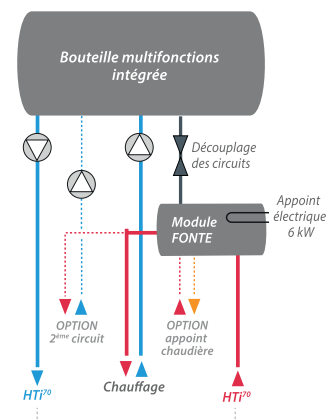 Bouteille multifonctions
intégrée
Découplage
des circuits
Appoint
électrique
6 kW
Module
FONTE
OPTION
2ème circuit
OPTION
appoint
chaudière
Chauffage
HTi70
HTi70